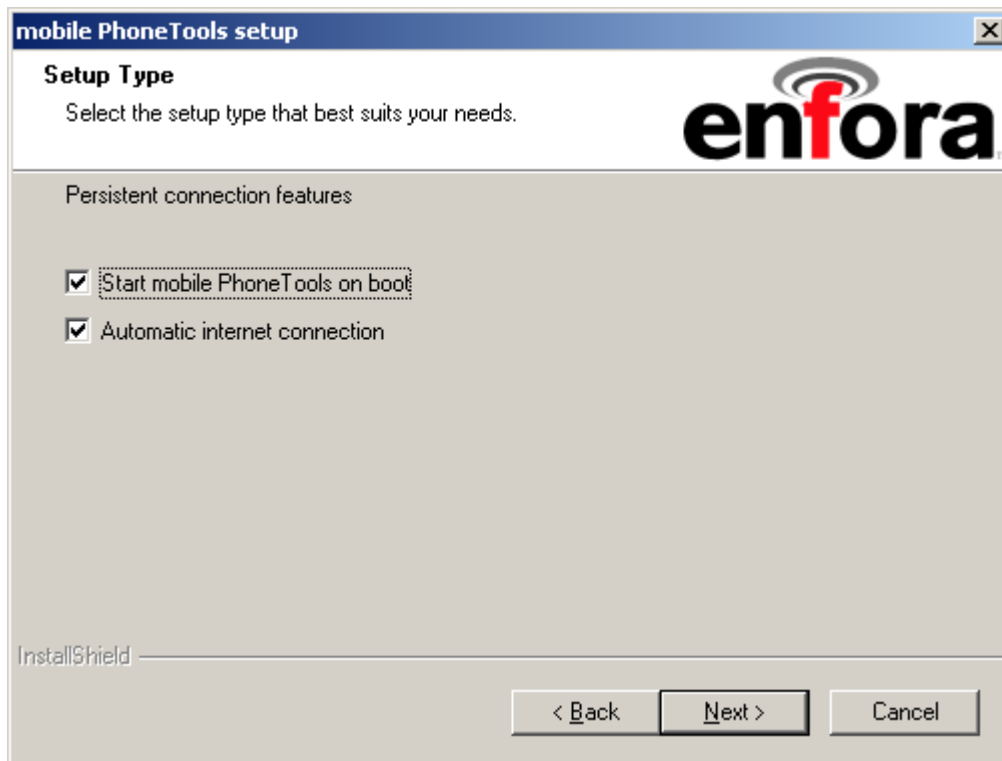 mobile PhoneTools setup
Setup Type
Select the setup type that best suits your needs.
enfora
Persistent connection features
Start mobile PhoneTools on boot
Automatic internet connection
InstallShield
< Back
Next >
Cancel